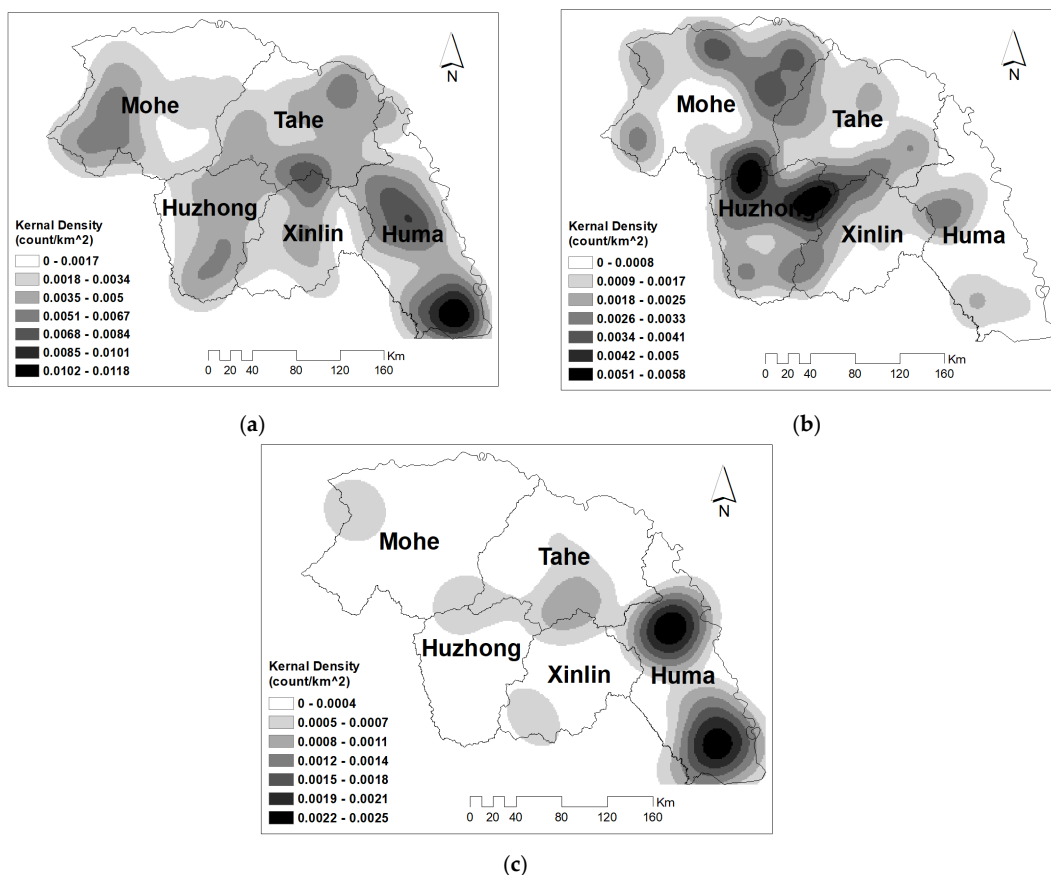 N
Mohe
Tahe
Huzhong
Xinlin
Huma
Kernal Density
(count/km^2)
0 - 0.0017
0.0018 - 0.0034
0.0035 - 0.005
0.0051 - 0.0067
0.0068 - 0.0084
0.0085 - 0.0101
0.0102 - 0.0118
Km
0 20 40 80 120 160
(a)
N
Mohe
Tahe
Huzhong
Xinlin
Huma
Kernal Density
(count/km^2)
0 - 0.0008
0.0009 - 0.0017
0.0018 - 0.0025
0.0026 - 0.0033
0.0034 - 0.0041
0.0042 - 0.005
0.0051 - 0.0058
Km
0 20 40 80 120 160
(b)
N
Mohe
Tahe
Huzhong
Xinlin
Huma
Kernal Density
(count/km^2)
0 - 0.0004
0.0005 - 0.0007
0.0008 - 0.0011
0.0012 - 0.0014
0.0015 - 0.0018
0.0019 - 0.0021
0.0022 - 0.0025
Km
0 20 40 80 120 160
(c)